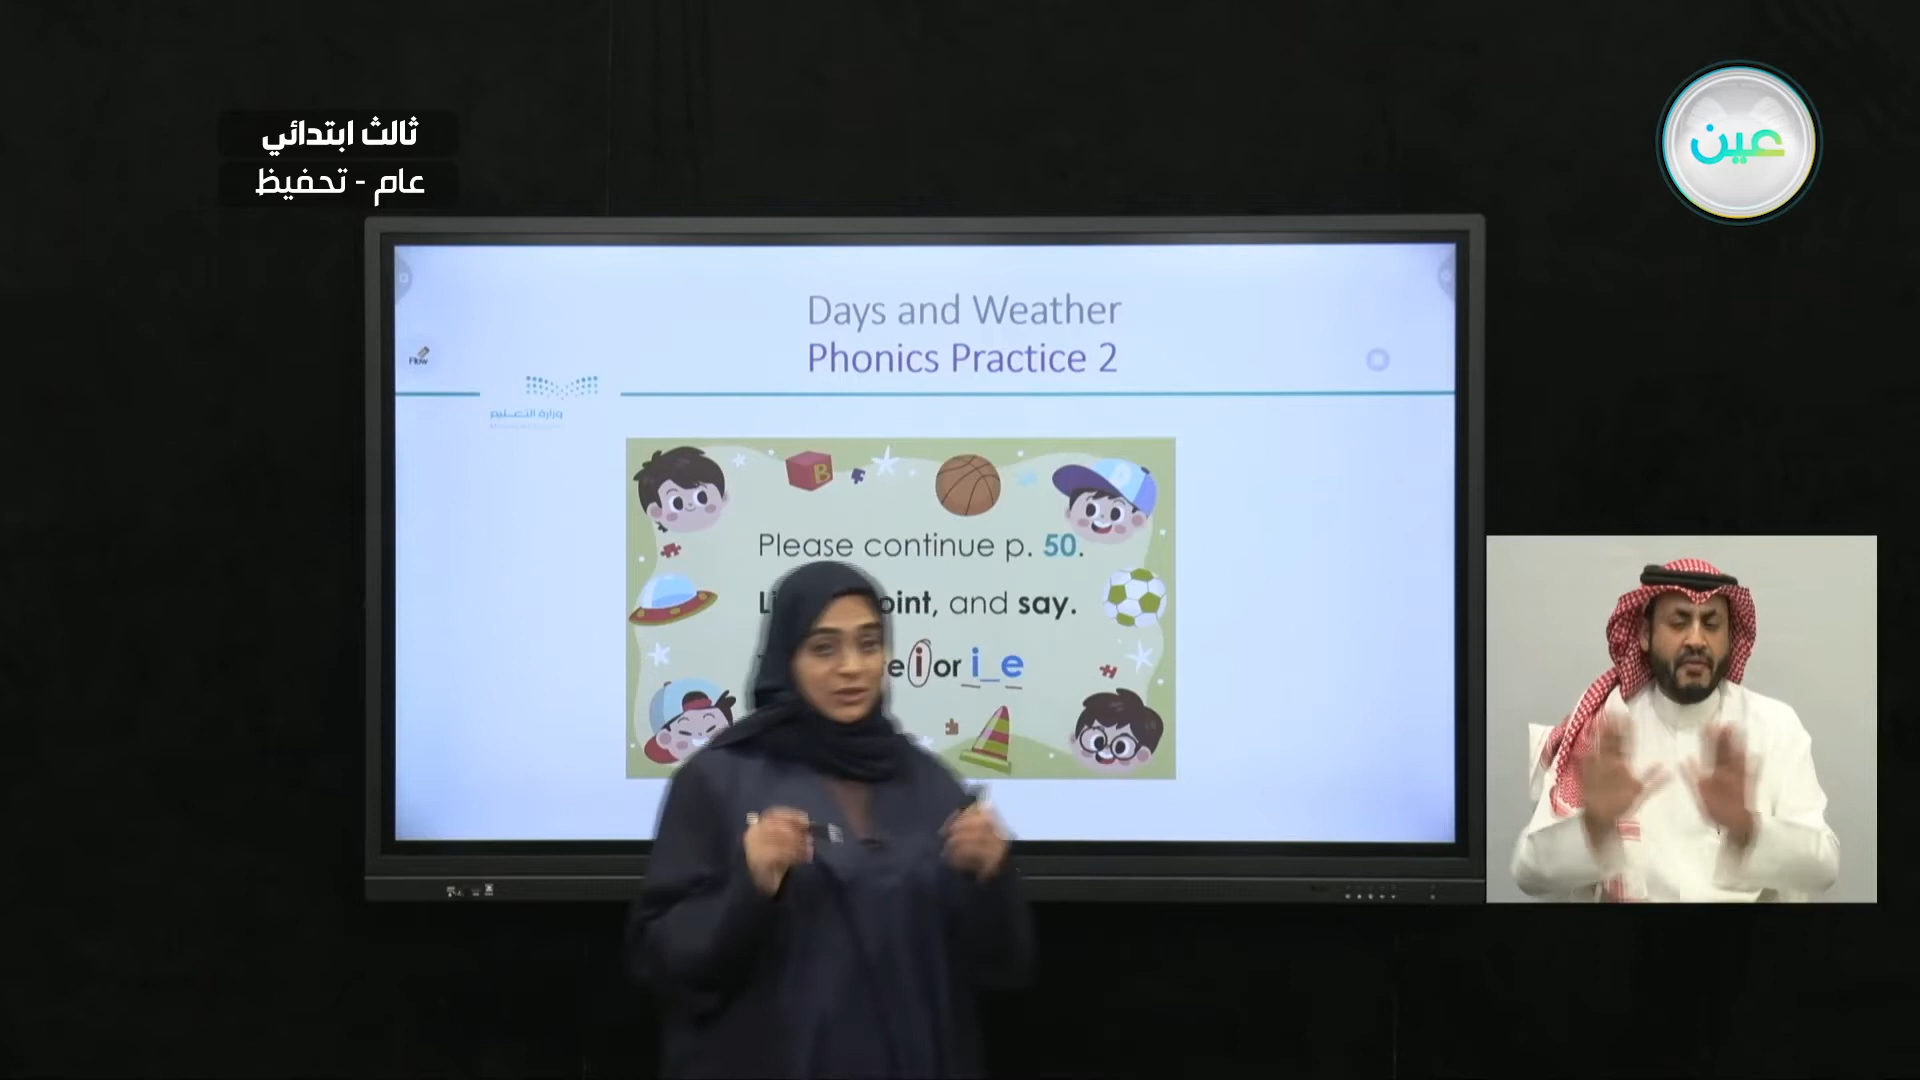 ثالث ابتدائي
عام - تحفيظ
عين
Days and Weather
Phonics Practice 2
Flow
وزارة التعليم
B
Please continue p. 50.
point, and say.
i or i_e